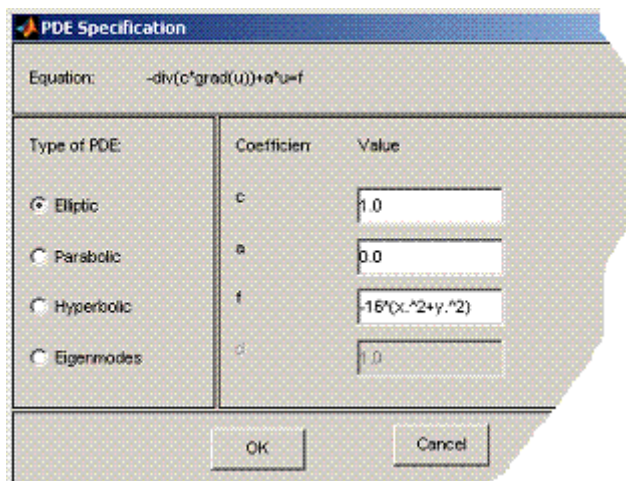 PDE Specification
Equation: -div(c*grad(u))+a*u=f
Type of PDE:
Coefficien Value
Elliptic
c 1.0
Parabolic
a 0.0
Hyperbolic
f -16*(x.^2+y.^2)
Eigenmodes
d 1.0
OK Cancel